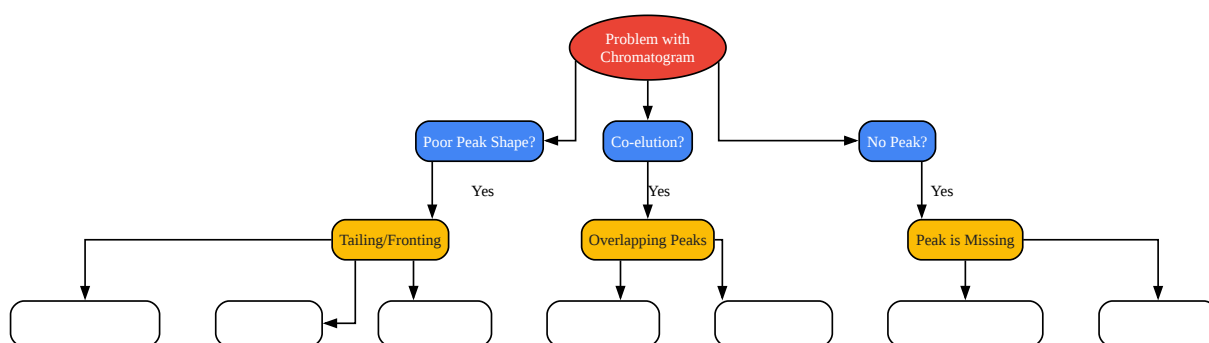 Problem with
Chromatogram
Poor Peak Shape?
Co-elution?
No Peak?
Yes
Yes
Yes
Tailing/Fronting
Overlapping Peaks
Peak is Missing